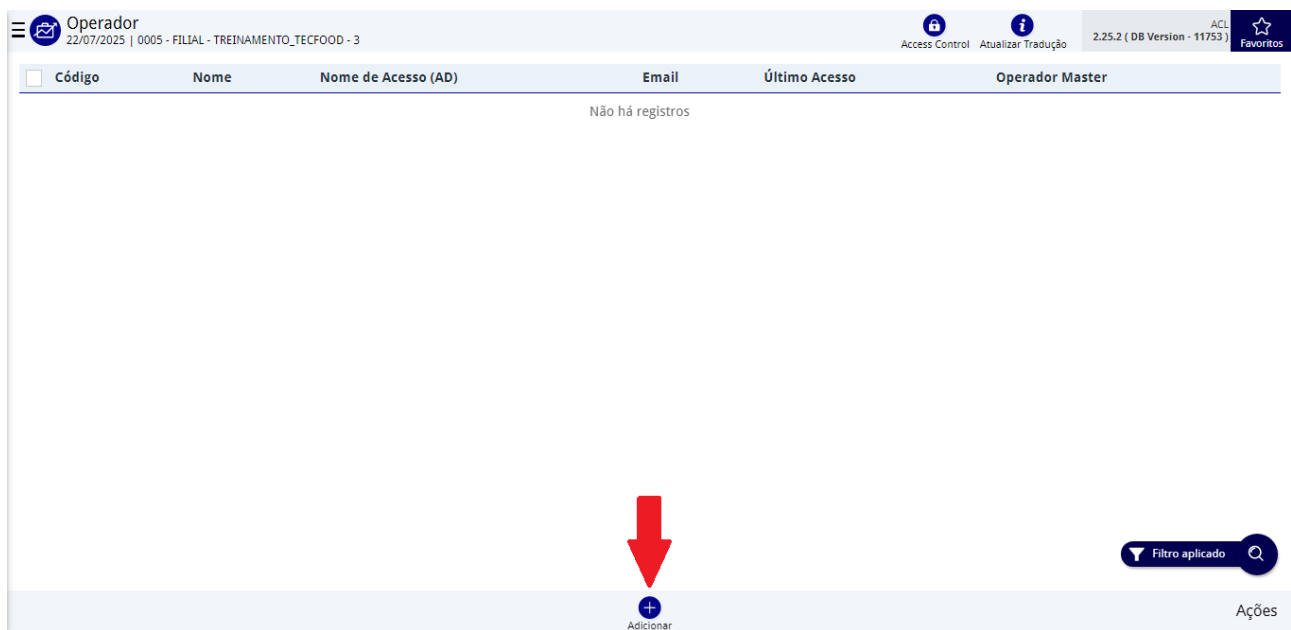 Operador
22/07/2025 | 0005 - FILIAL - TREINAMENTO_TECFOOD - 3
Access Control
Atualizar Tradução
ACL
2.25.2 ( DB Version - 11753 )
Favoritos
Código Nome Nome de Acesso (AD) Email Último Acesso Operador Master
Não há registros
Filtro aplicado
Adicionar
Ações